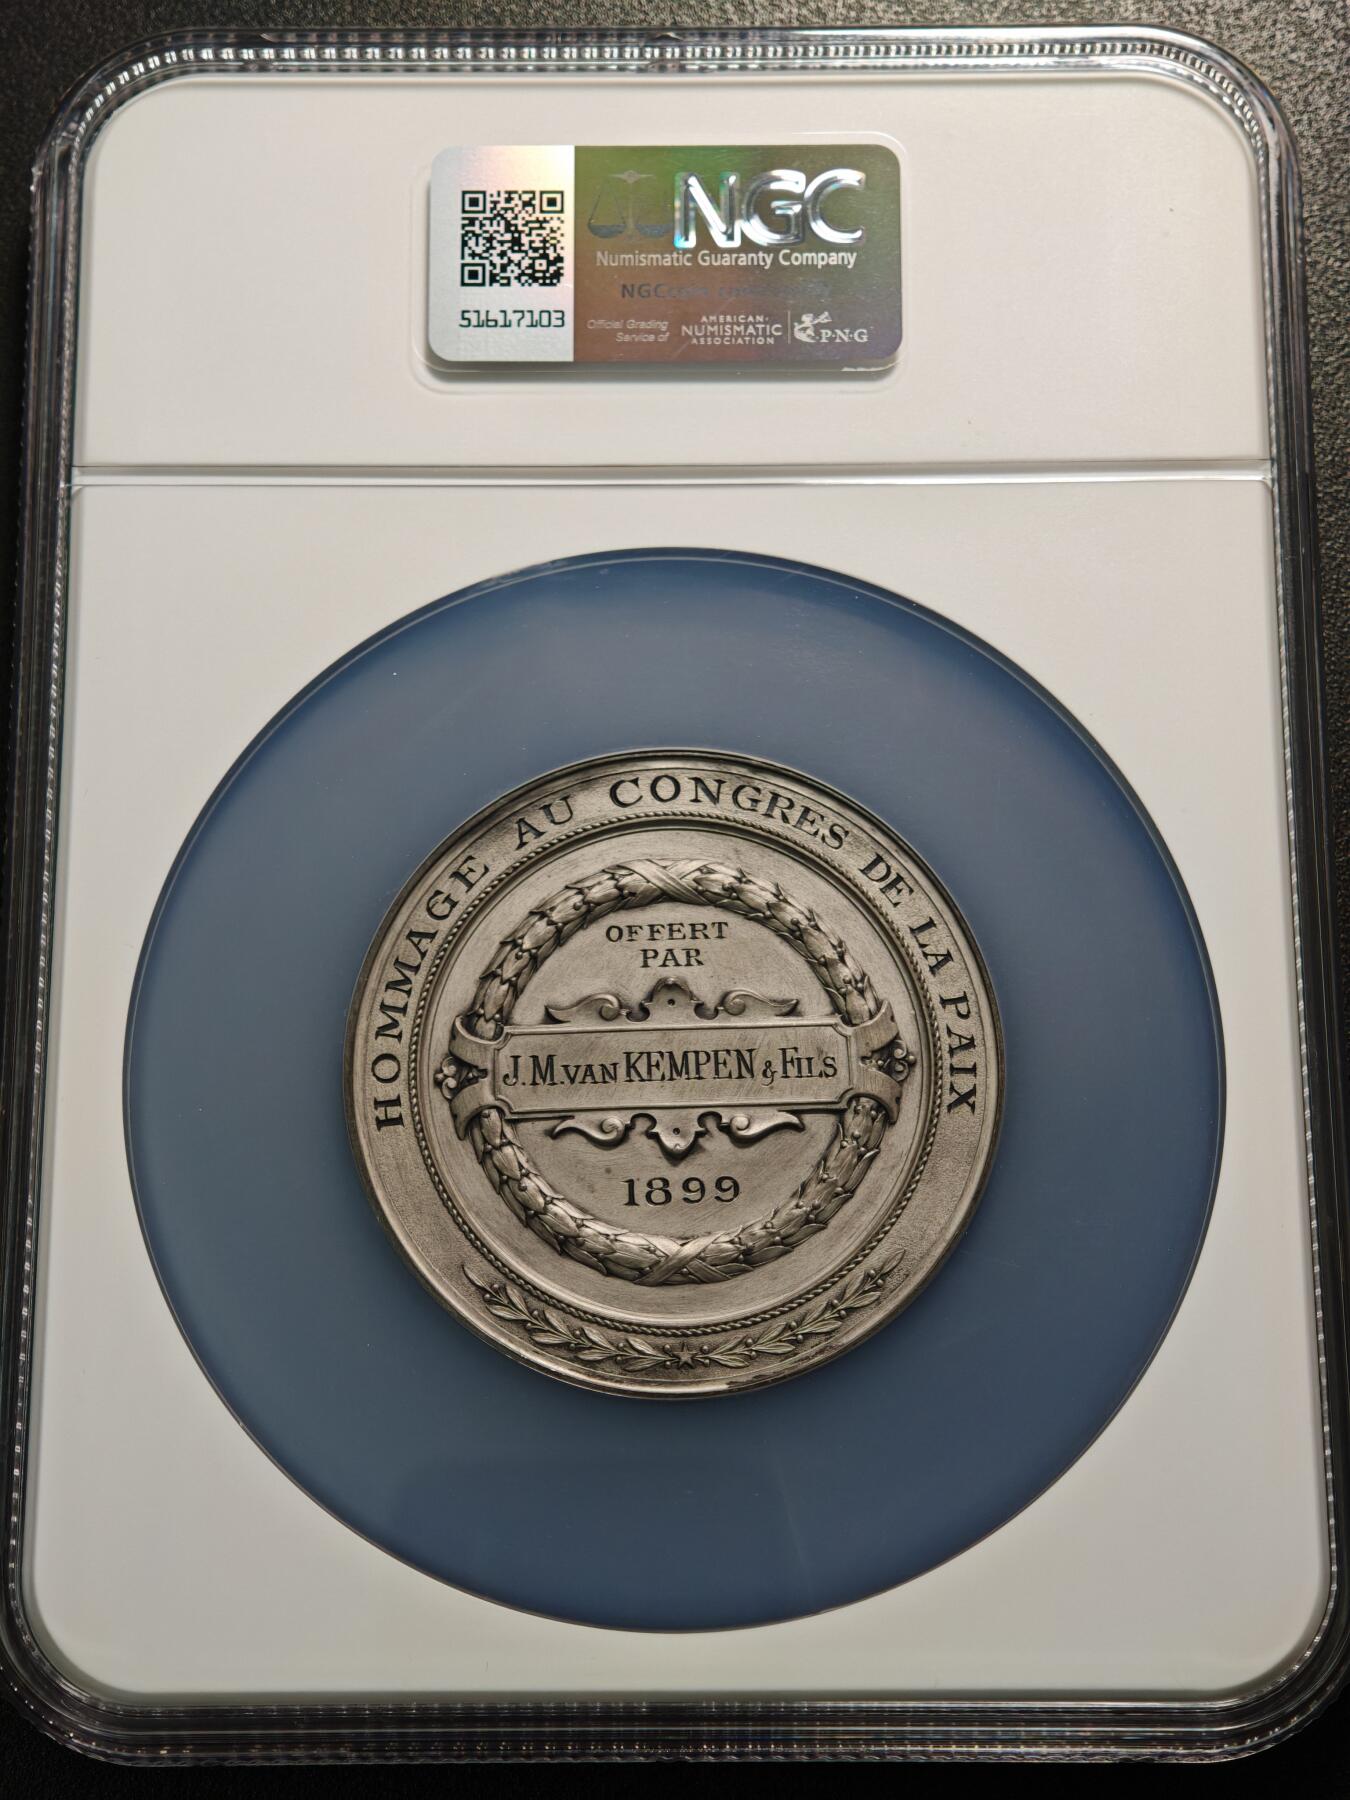 NGC
Numismatic Guaranty Company
51617103
Official Grading
Service of
AMERICAN
NUMISMATIC
ASSOCIATION
P·N·G
HOMMAGE AU CONGRES DE LA PAIX
OFFERT
PAR
J.M. VAN KEMPEN & FILS
1899